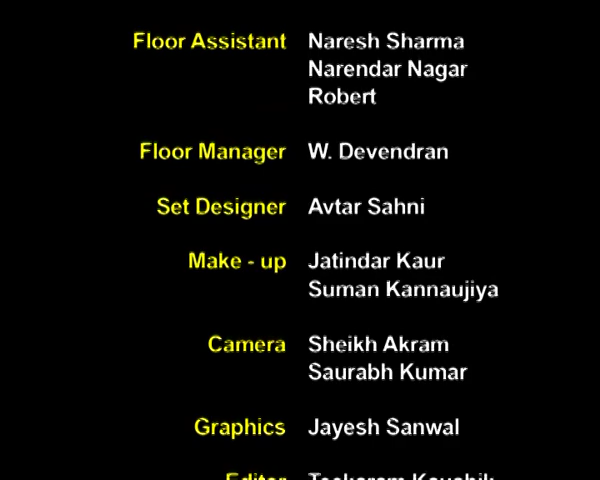 Floor Assistant Naresh Sharma
Narendar Nagar
Robert
Floor Manager W. Devendran
Set Designer Avtar Sahni
Make - up Jatindar Kaur
Suman Kannaujiya
Camera Sheikh Akram
Saurabh Kumar
Graphics Jayesh Sanwal
Editor